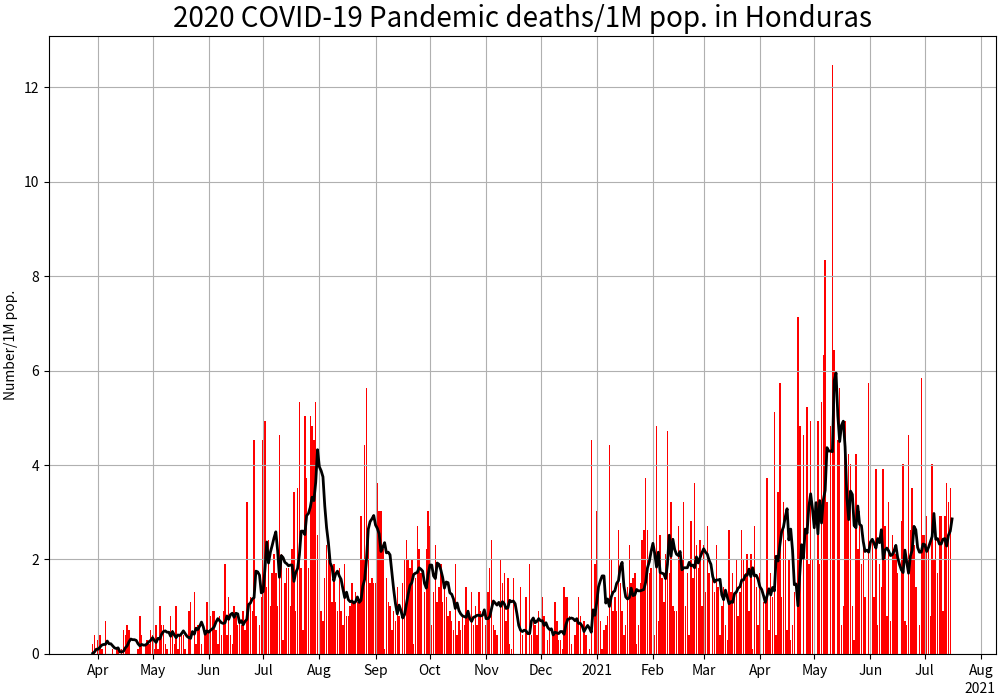 2020 COVID-19 Pandemic deaths/1M pop. in Honduras
Number/1M pop.
12
10
8
6
4
2
0
Apr May Jun Jul Aug Sep Oct Nov Dec 2021 Feb Mar Apr May Jun Jul Aug
2021